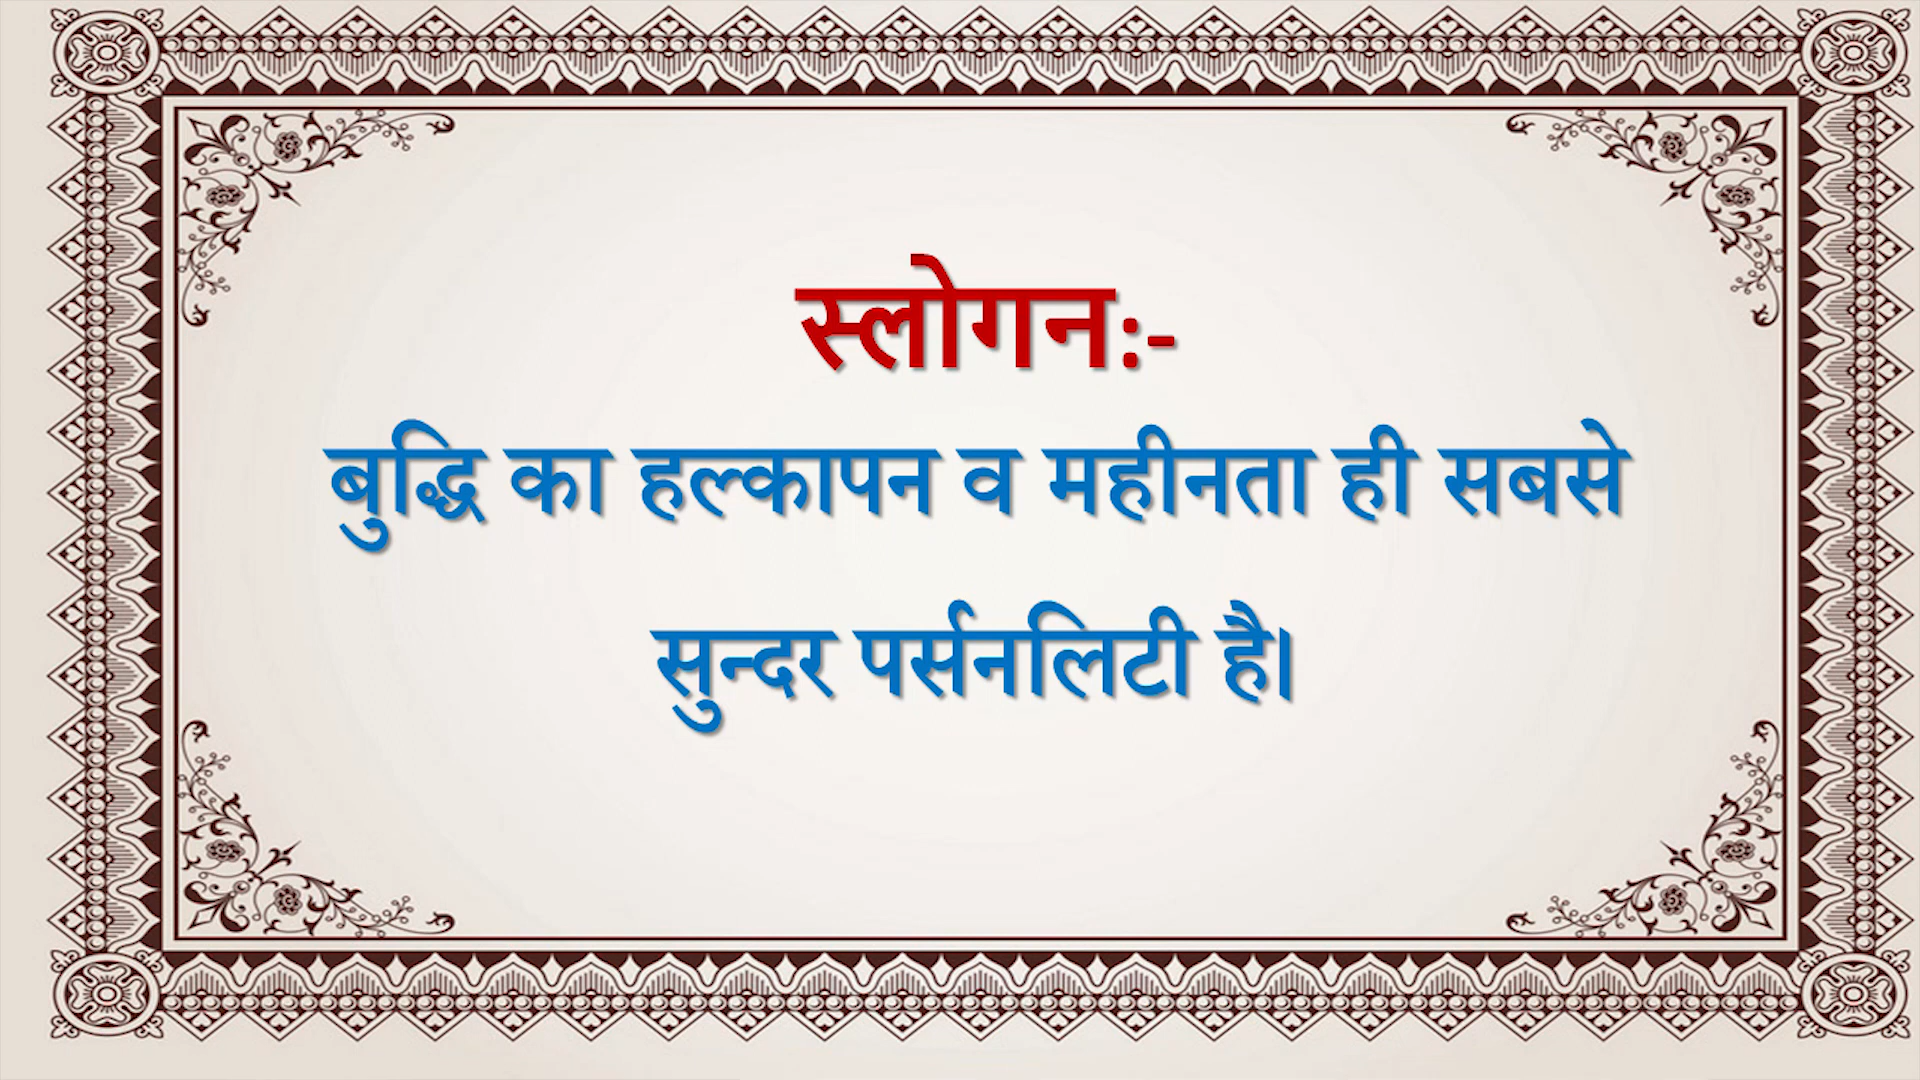 स्लोगन:-
बुद्धि का हल्कापन व महीनता ही सबसे
सुन्दर पर्सनलिटी है।